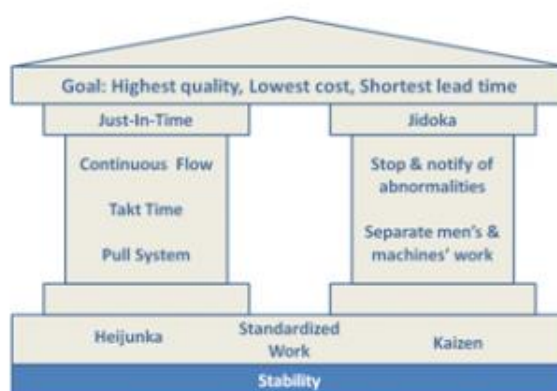 Goal: Highest quality, Lowest cost, Shortest lead time
Just-In-Time
Continuous Flow
Takt Time
Pull System
Jidoka
Stop & notify of
abnormalities
Separate men's &
machines' work
Heijunka
Standardized
Work
Kaizen
Stability